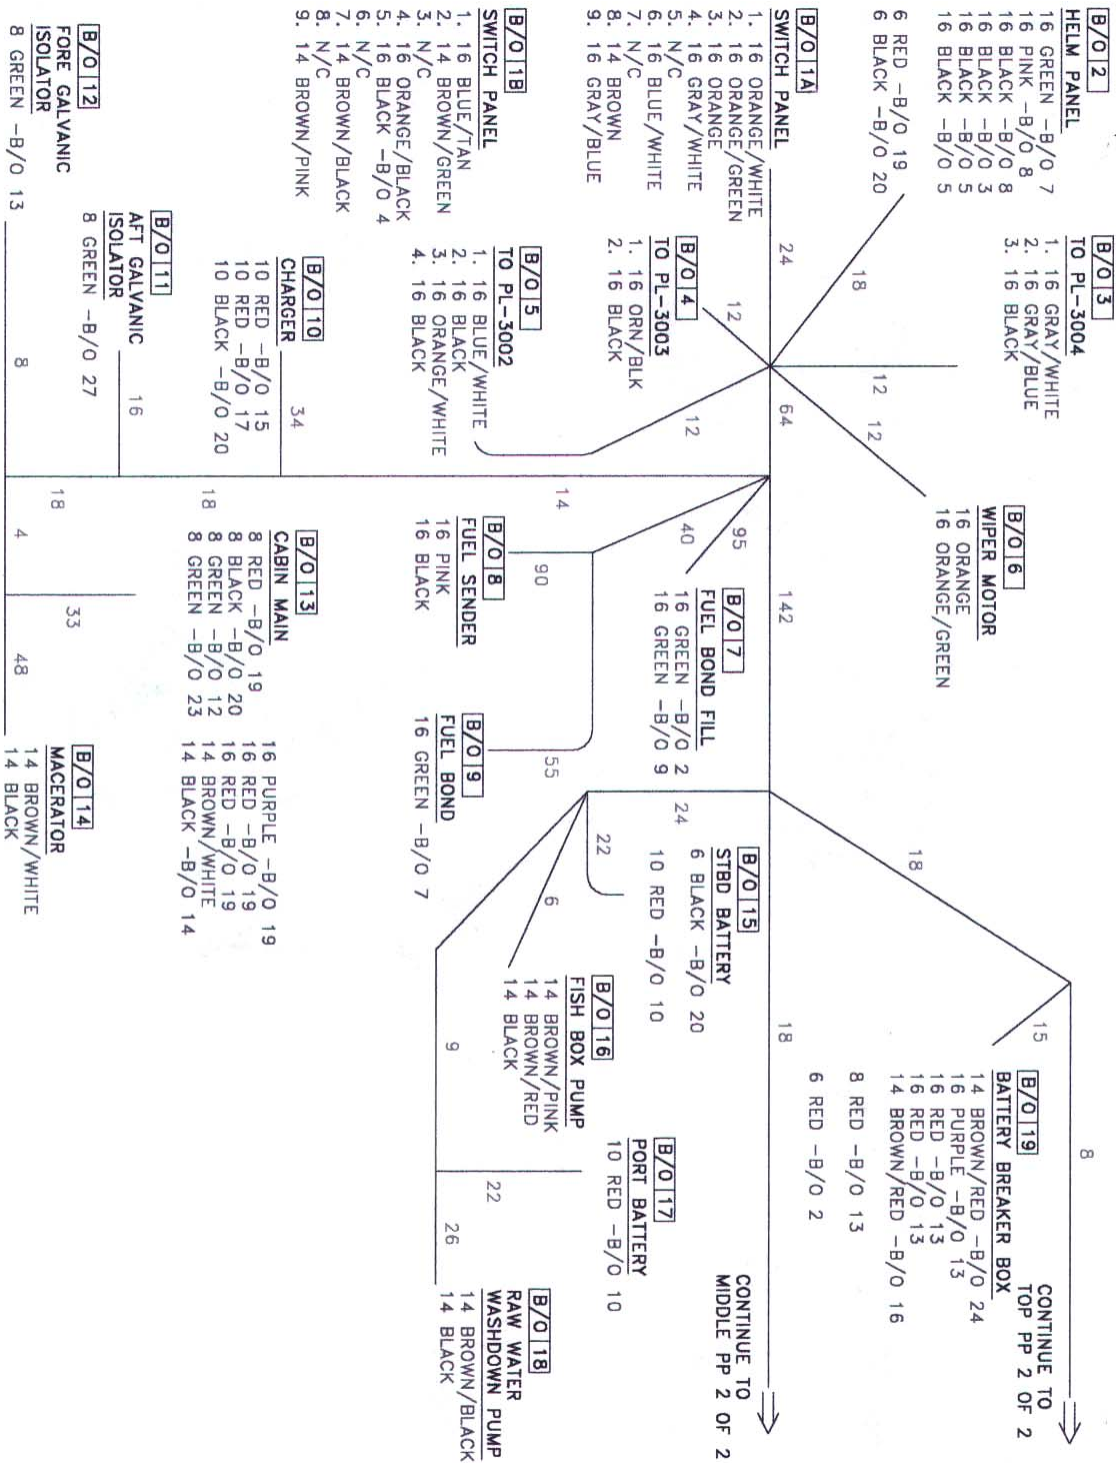 B/O 2
HELM PANEL
16 GREEN -B/O 7
16 PINK -B/O 8
16 BLACK -B/O 8
16 BLACK -B/O 3
16 BLACK -B/O 5
16 BLACK -B/O 5
6 RED -B/O 19
6 BLACK -B/O 20
18
B/O 3
TO PL-3004
1. 16 GRAY/WHITE
2. 16 GRAY/BLUE
3. 16 BLACK
12
B/O 6
WIPER MOTOR
16 ORANGE
16 ORANGE/GREEN
12
B/O 1A
SWITCH PANEL
1. 16 ORANGE/WHITE
2. 16 ORANGE/GREEN
3. 16 ORANGE
4. 16 GRAY/WHITE
5. N/C
6. 16 BLUE/WHITE
7. N/C
8. 14 BROWN
9. 16 GRAY/BLUE
24
B/O 4
TO PL-3003
1. 16 ORN/BLK
2. 16 BLACK
12
64
12
B/O 1B
SWITCH PANEL
1. 16 BLUE/TAN
2. 14 BROWN/GREEN
3. N/C
4. 16 ORANGE/BLACK
5. 16 BLACK -B/O 4
6. N/C
7. 14 BROWN/BLACK
8. N/C
9. 14 BROWN/PINK
B/O 5
TO PL-3002
1. 16 BLUE/WHITE
2. 16 BLACK
3. 16 ORANGE/WHITE
4. 16 BLACK
14
B/O 7
FUEL BOND FILL
16 GREEN -B/O 2
16 GREEN -B/O 9
95
40
142
B/O 8
FUEL SENDER
16 PINK
16 BLACK
90
B/O 9
FUEL BOND
16 GREEN -B/O 7
55
B/O 10
CHARGER
10 RED -B/O 15
10 RED -B/O 17
10 BLACK -B/O 20
34
B/O 11
AFT GALVANIC
ISOLATOR
8 GREEN -B/O 27
16
B/O 12
FORE GALVANIC
ISOLATOR
8 GREEN -B/O 13
8
18
18
4
33
48
B/O 13
CABIN MAIN
8 RED -B/O 19
8 BLACK -B/O 20
8 GREEN -B/O 12
8 GREEN -B/O 23
16 PURPLE -B/O 19
16 RED -B/O 19
16 RED -B/O 19
14 BROWN/WHITE
14 BLACK -B/O 14
B/O 14
MACERATOR
14 BROWN/WHITE
14 BLACK
B/O 15
STBD BATTERY
6 BLACK -B/O 20
10 RED -B/O 10
24
22
6
B/O 16
FISH BOX PUMP
14 BROWN/PINK
14 BROWN/RED
14 BLACK
9
B/O 17
PORT BATTERY
10 RED -B/O 10
22
26
B/O 18
RAW WATER
WASHDOWN PUMP
14 BROWN/BLACK
14 BLACK
18
18
15
8
B/O 19
BATTERY BREAKER BOX
14 BROWN/RED -B/O 24
16 PURPLE -B/O 13
16 RED -B/O 13
16 RED -B/O 13
14 BROWN/RED -B/O 16
8 RED -B/O 13
6 RED -B/O 2
CONTINUE TO
TOP PP 2 OF 2
CONTINUE TO
MIDDLE PP 2 OF 2